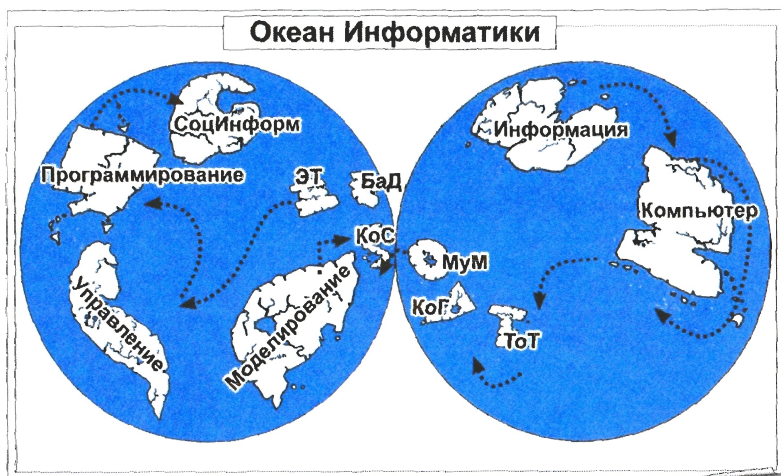 Океан Информатики
СоцИнформ
Программирование
ЭТ
БаД
КоС
Управление
Моделирование
Информация
Компьютер
МуМ
КоГ
ТоТ